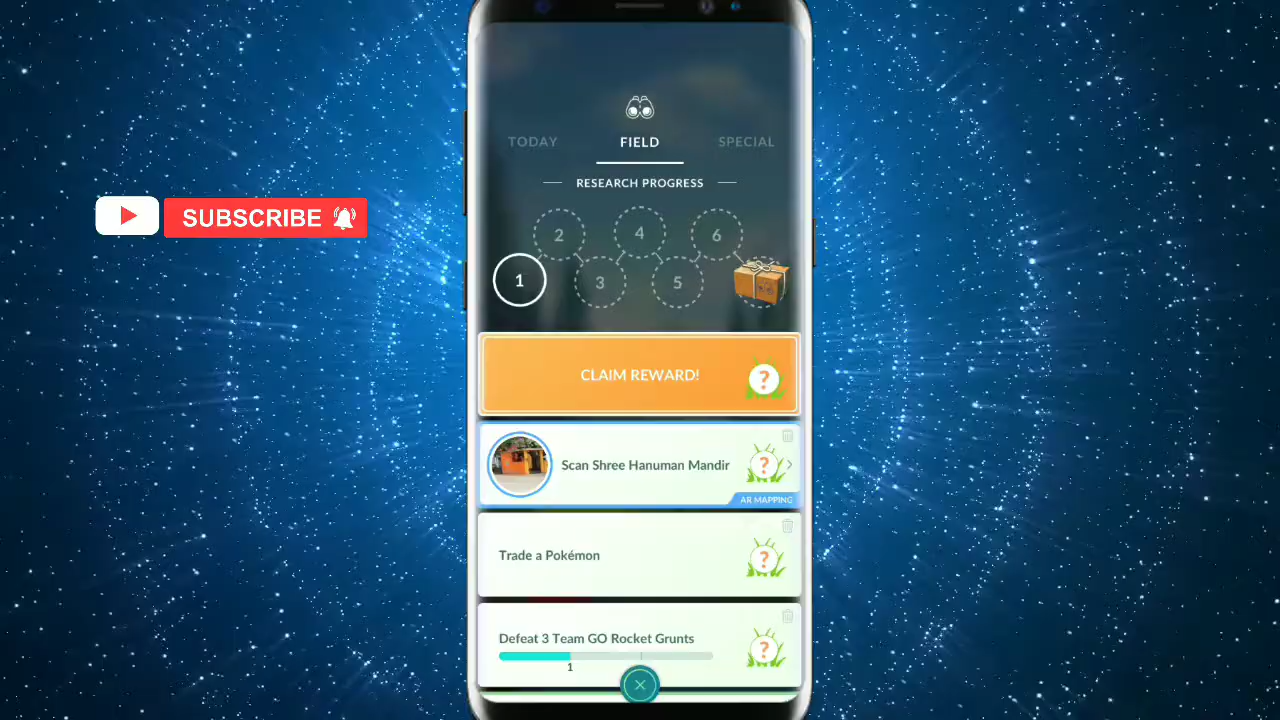 TODAY FIELD SPECIAL
RESEARCH PROGRESS
2 4 6
1 3 5
SUBSCRIBE
CLAIM REWARD!
?
Scan Shree Hanuman Mandir
?
AR MAPPING
Trade a Pokémon
?
Defeat 3 Team GO Rocket Grunts
?
1